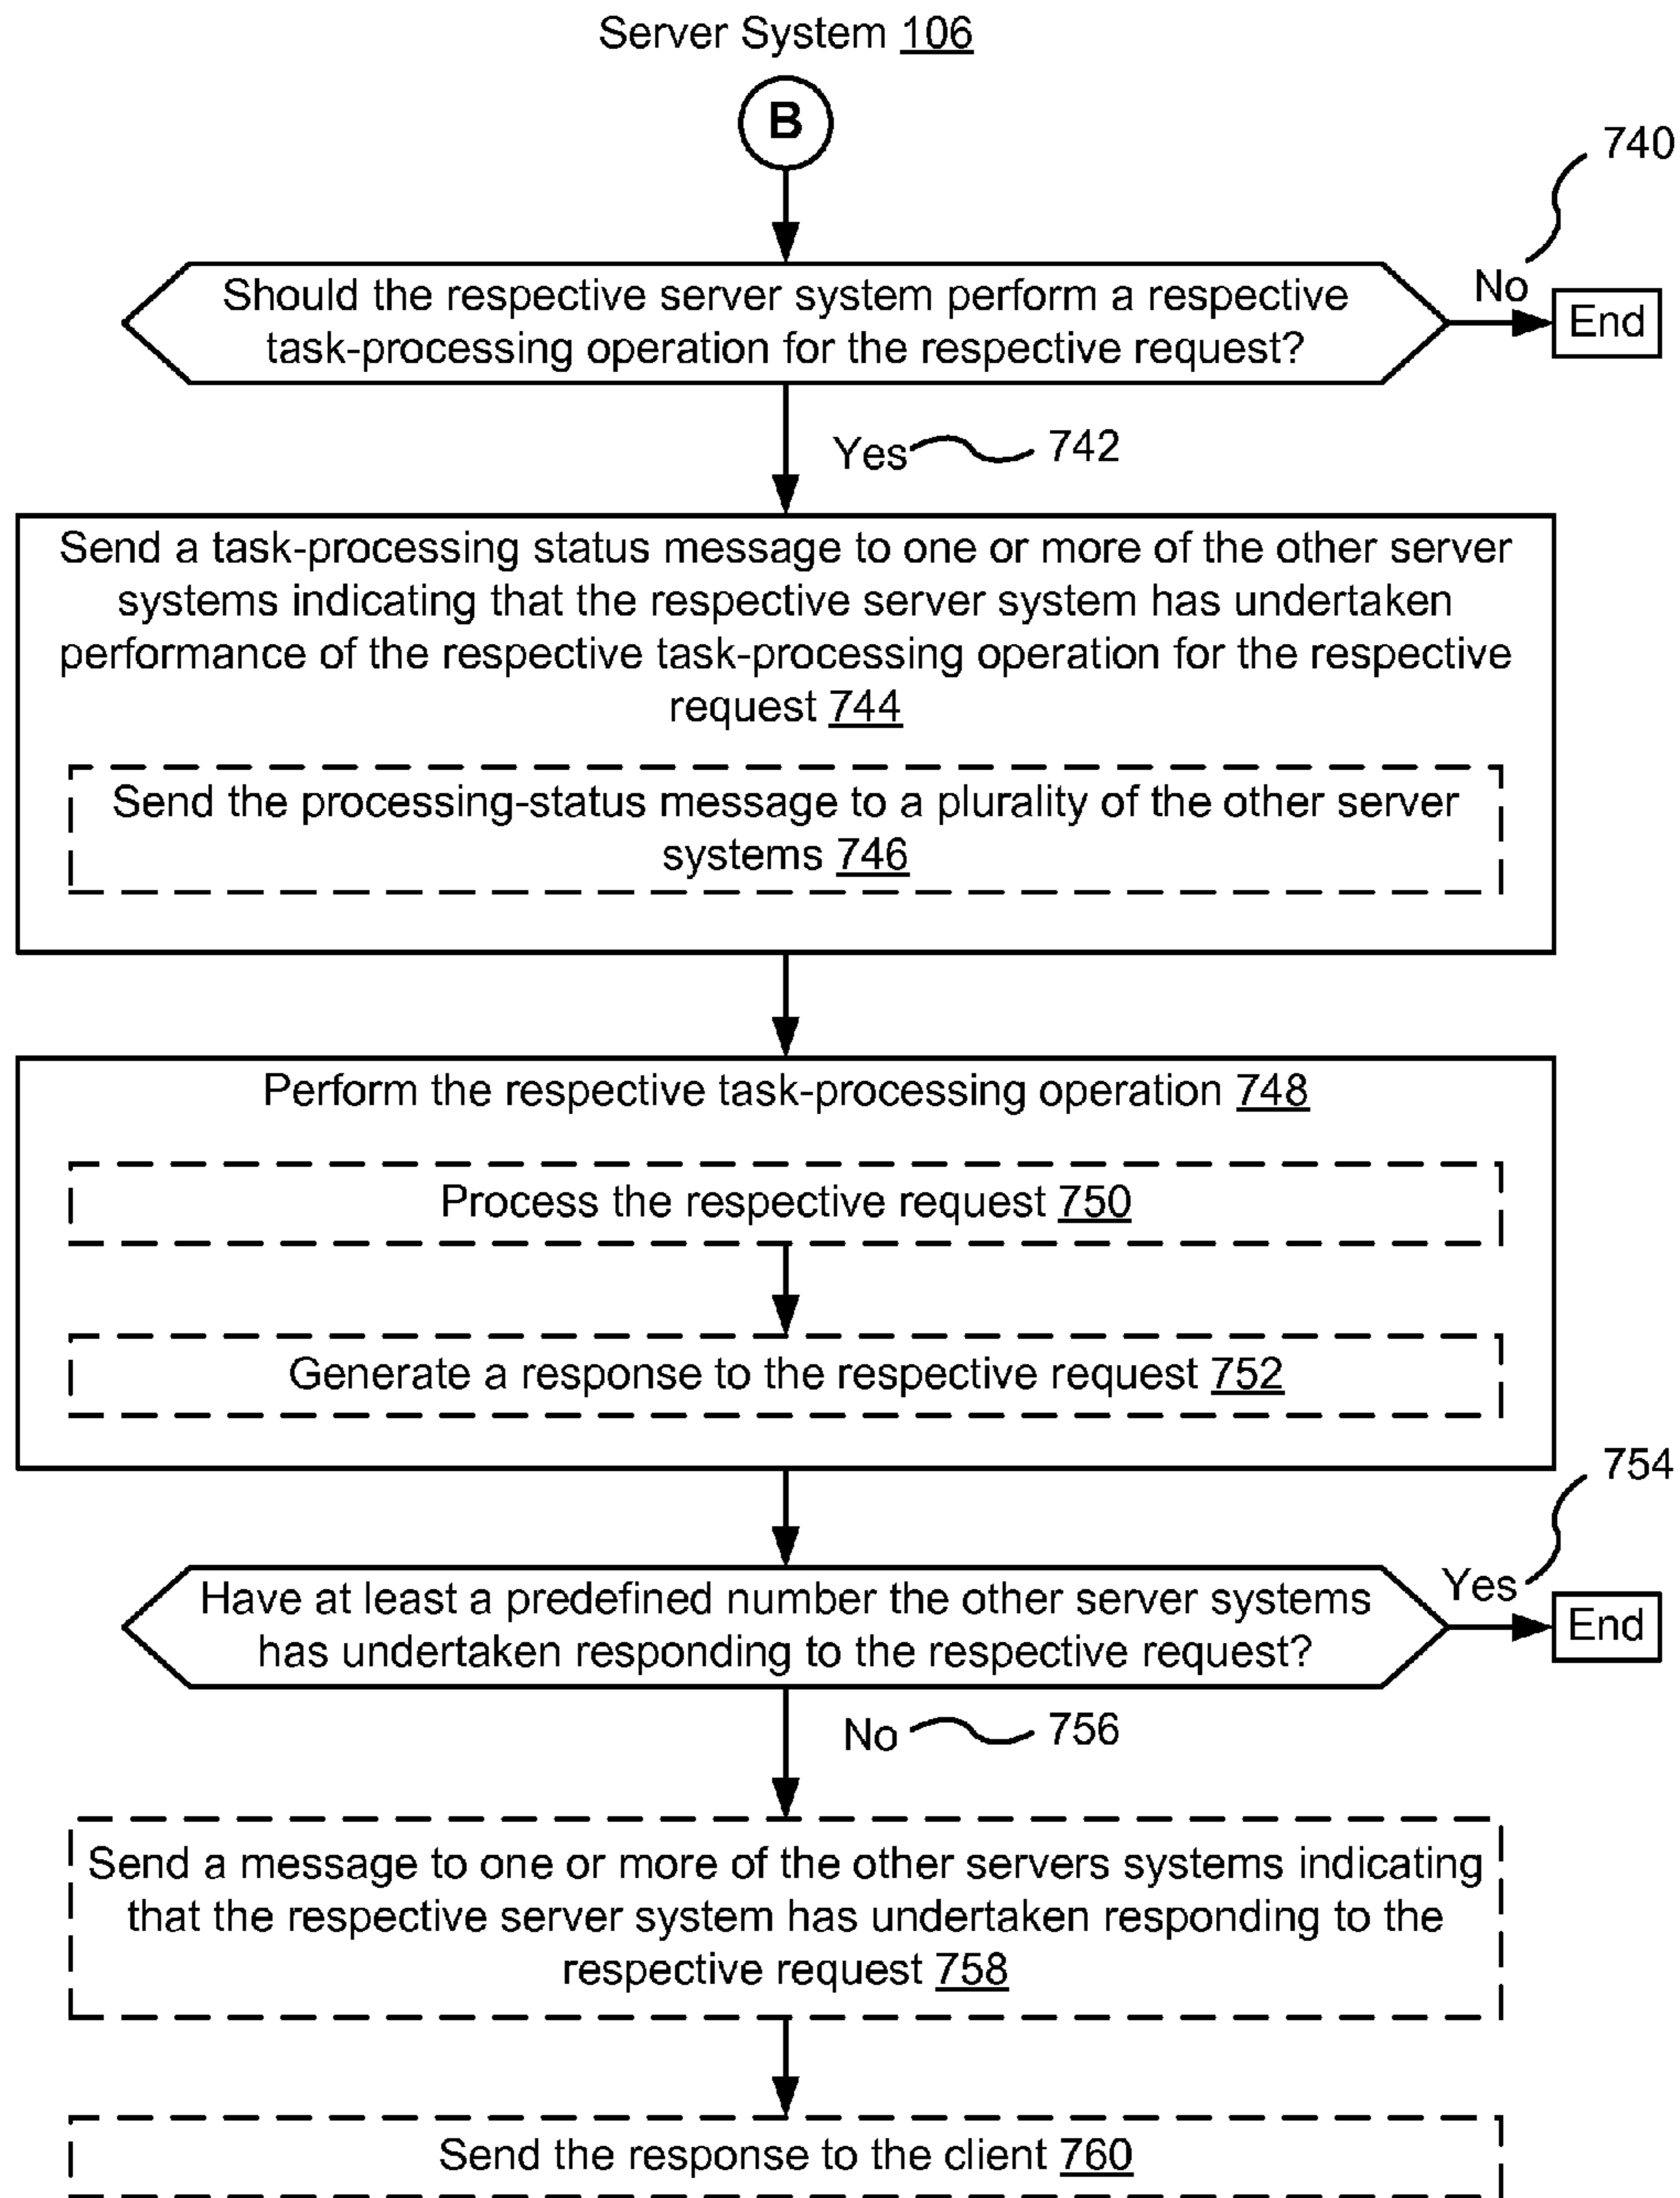 Server System 106
B
740
Should the respective server system perform a respective
task-processing operation for the respective request?
No
End
Yes
742
Send a task-processing status message to one or more of the other server
systems indicating that the respective server system has undertaken
performance of the respective task-processing operation for the respective
request 744
Send the processing-status message to a plurality of the other server
systems 746
Perform the respective task-processing operation 748
Process the respective request 750
Generate a response to the respective request 752
754
Have at least a predefined number the other server systems
has undertaken responding to the respective request?
Yes
End
No
756
Send a message to one or more of the other servers systems indicating
that the respective server system has undertaken responding to the
respective request 758
Send the response to the client 760